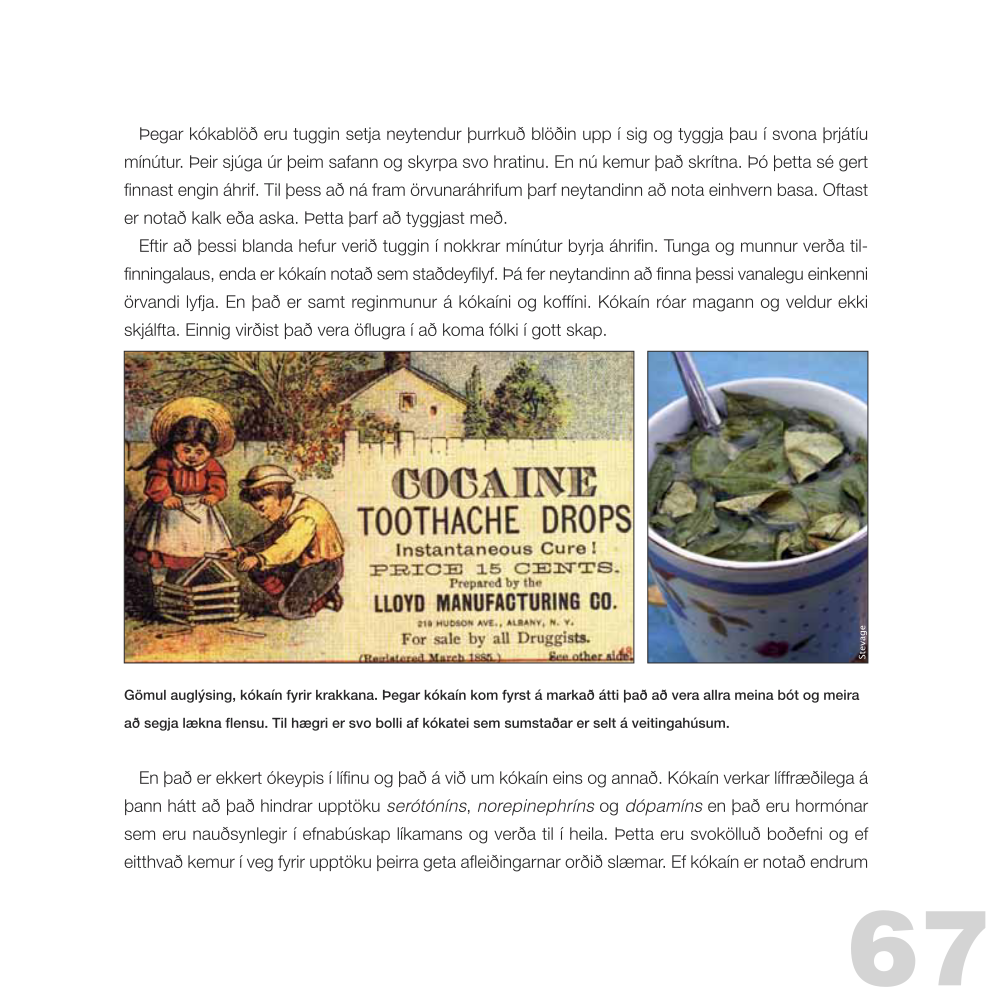 Þegar kókablöð eru tuggin setja neytendur þurrkuð blöðin upp í sig og tyggja þau í svona þrjátíu
mínútur. Þeir sjúga úr þeim safann og skyrpa svo hratinu. En nú kemur það skrítna. Þó þetta sé gert
finnast engin áhrif. Til þess að ná fram örvunaráhrifum þarf neytandinn að nota einhvern basa. Oftast
er notað kalk eða aska. Þetta þarf að tyggjast með.
Eftir að þessi blanda hefur verið tuggin í nokkrar mínútur byrja áhrifin. Tunga og munnur verða til-
finningalaus, enda er kókaín notað sem staðdeyfilyf. Þá fer neytandinn að finna þessi vanalegu einkenni
örvandi lyfja. En það er samt reginmunur á kókaíni og koffíni. Kókaín róar magann og veldur ekki
skjálfta. Einnig virðist það vera öflugra í að koma fólki í gott skap.
COCAINE
TOOTHACHE DROPS
Instantaneous Cure!
PRICE 15 CENTS.
Prepared by the
LLOYD MANUFACTURING CO.
219 HUDSON AVE., ALBANY, N. Y.
For sale by all Druggists.
(Registered March 1885.) See other side.
Stevage
Gömul auglýsing, kókaín fyrir krakkana. Þegar kókaín kom fyrst á markað átti það að vera allra meina bót og meira
að segja lækna flensu. Til hægri er svo bolli af kókatei sem sumstaðar er selt á veitingahúsum.
En það er ekkert ókeypis í lífinu og það á við um kókaín eins og annað. Kókaín verkar líffræðilega á
þann hátt að það hindrar upptöku serótóníns, norepinephríns og dópamíns en það eru hormónar
sem eru nauðsynlegir í efnabúskap líkamans og verða til í heila. Þetta eru svokölluð boðefni og ef
eitthvað kemur í veg fyrir upptöku þeirra geta afleiðingarnar orðið slæmar. Ef kókaín er notað endrum
67